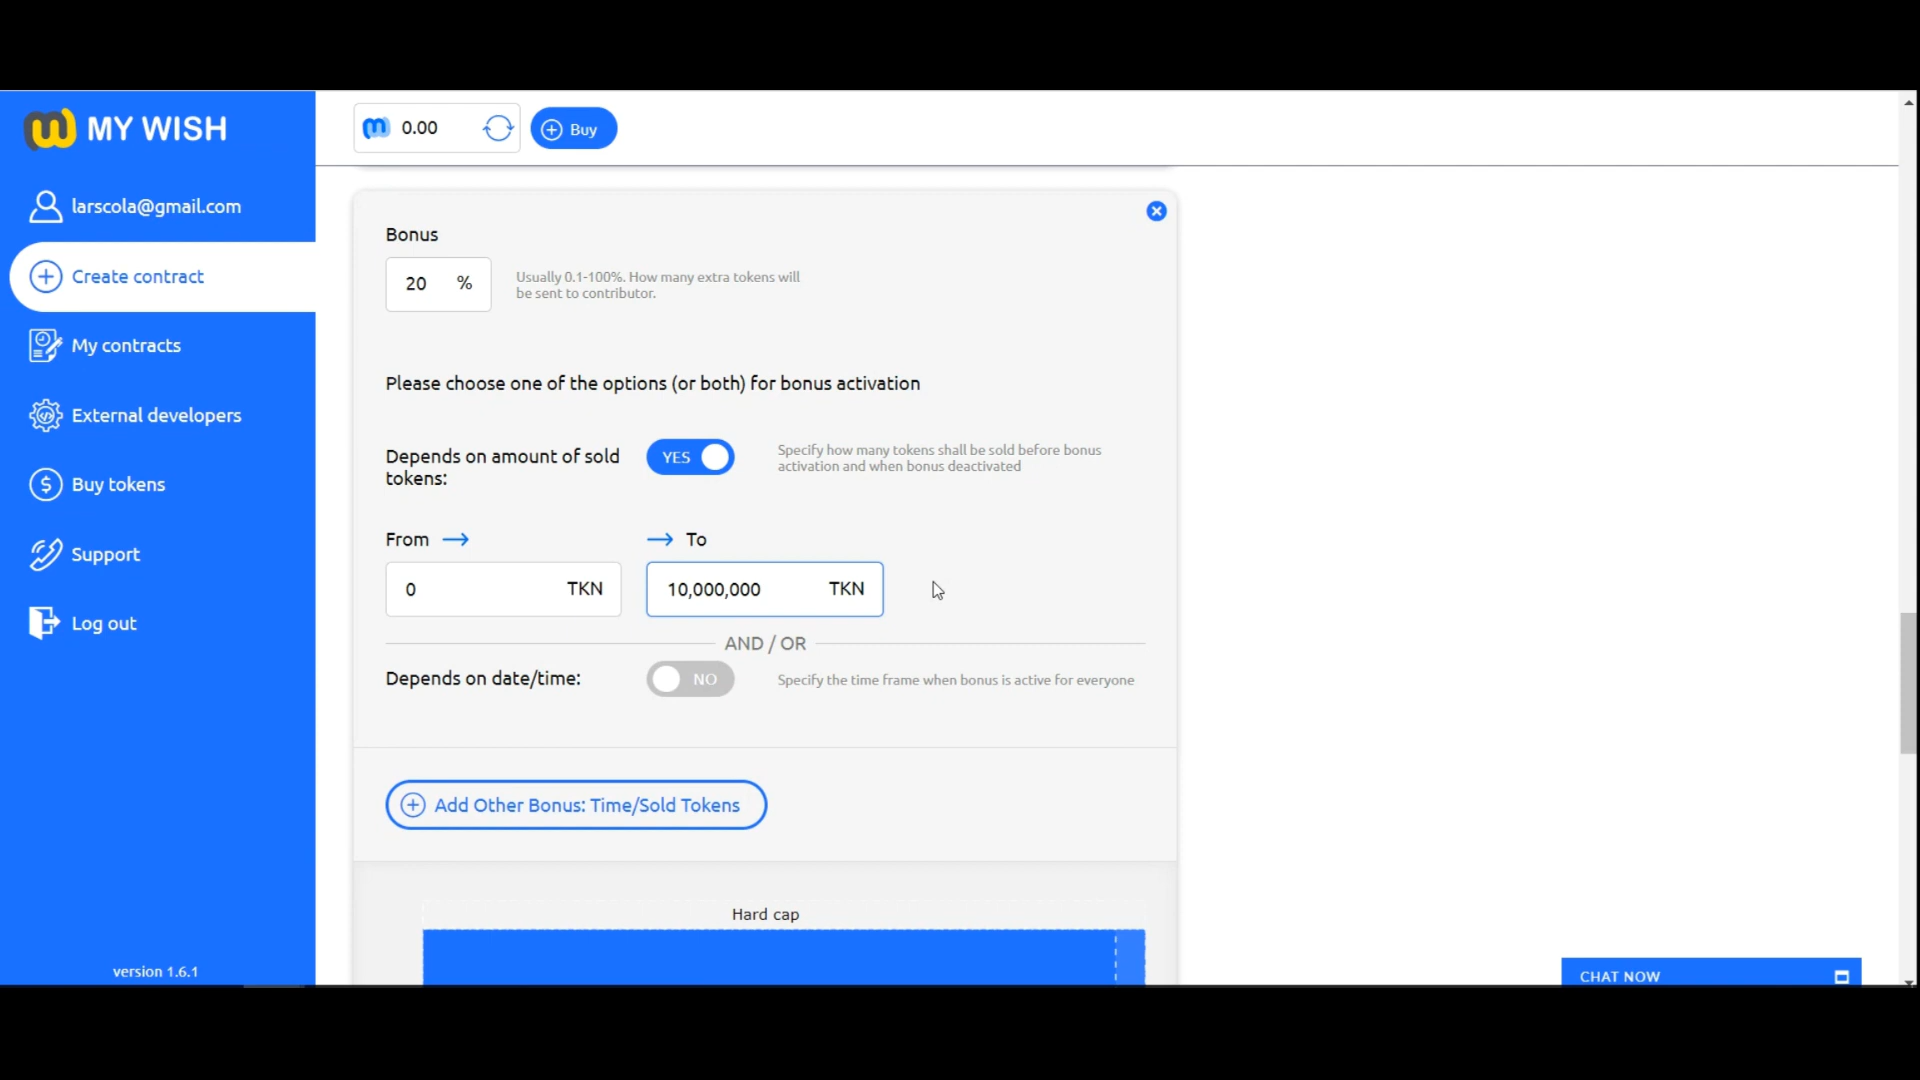 MY WISH
0.00
Buy
larscola@gmail.com
Create contract
My contracts
External developers
Buy tokens
Support
Log out
version 1.6.1
Bonus
20 %
Usually 0.1-100%. How many extra tokens will
be sent to contributor.
Please choose one of the options (or both) for bonus activation
Depends on amount of sold
tokens:
YES
Specify how many tokens shall be sold before bonus
activation and when bonus deactivated
From
To
0 TKN
10,000,000 TKN
AND / OR
Depends on date/time:
NO
Specify the time frame when bonus is active for everyone
Add Other Bonus: Time/Sold Tokens
Hard cap
CHAT NOW